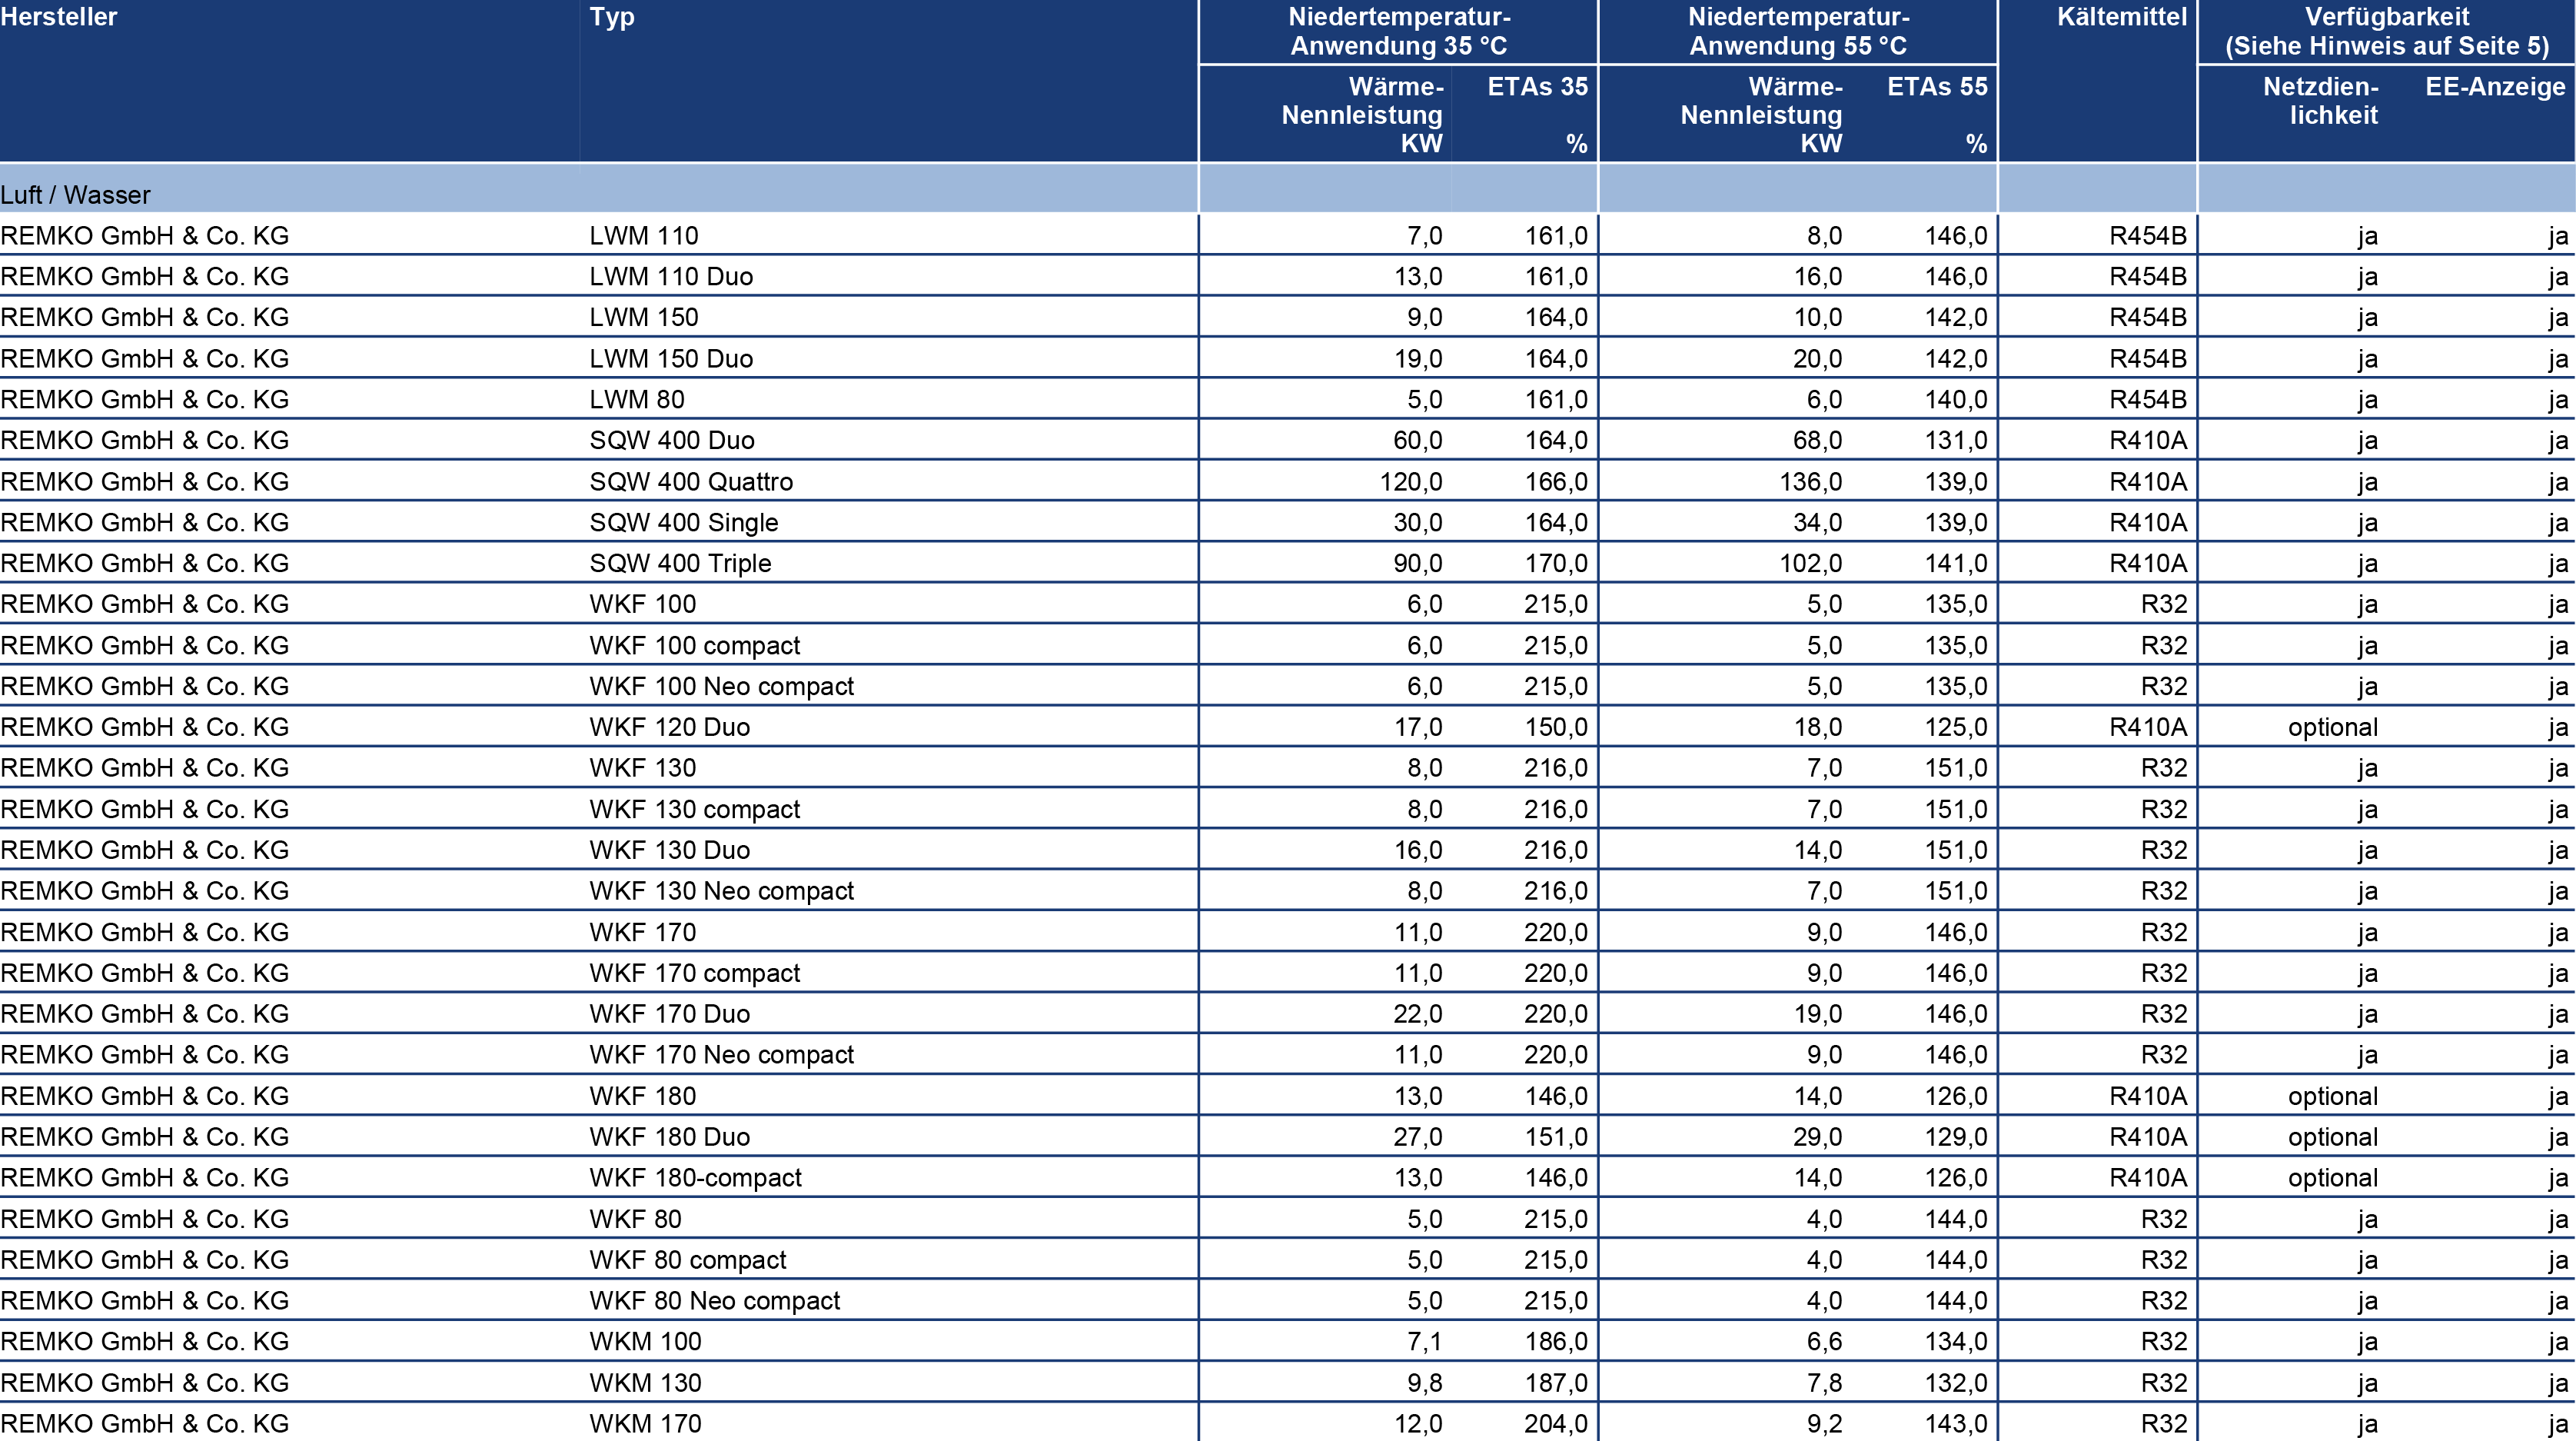 Hersteller Typ Niedertemperatur- Niedertemperatur- Kältemittel Verfügbarkeit
Anwendung 35 °C Anwendung 55 °C (Siehe Hinweis auf Seite 5)
Wärme- ETAs 35 Wärme- ETAs 55 Netzdien- EE-Anzeige
Nennleistung Nennleistung lichkeit
KW % KW %
Luft / Wasser
REMKO GmbH & Co. KG LWM 110 7,0 161,0 8,0 146,0 R454B ja ja
REMKO GmbH & Co. KG LWM 110 Duo 13,0 161,0 16,0 146,0 R454B ja ja
REMKO GmbH & Co. KG LWM 150 9,0 164,0 10,0 142,0 R454B ja ja
REMKO GmbH & Co. KG LWM 150 Duo 19,0 164,0 20,0 142,0 R454B ja ja
REMKO GmbH & Co. KG LWM 80 5,0 161,0 6,0 140,0 R454B ja ja
REMKO GmbH & Co. KG SQW 400 Duo 60,0 164,0 68,0 131,0 R410A ja ja
REMKO GmbH & Co. KG SQW 400 Quattro 120,0 166,0 136,0 139,0 R410A ja ja
REMKO GmbH & Co. KG SQW 400 Single 30,0 164,0 34,0 139,0 R410A ja ja
REMKO GmbH & Co. KG SQW 400 Triple 90,0 170,0 102,0 141,0 R410A ja ja
REMKO GmbH & Co. KG WKF 100 6,0 215,0 5,0 135,0 R32 ja ja
REMKO GmbH & Co. KG WKF 100 compact 6,0 215,0 5,0 135,0 R32 ja ja
REMKO GmbH & Co. KG WKF 100 Neo compact 6,0 215,0 5,0 135,0 R32 ja ja
REMKO GmbH & Co. KG WKF 120 Duo 17,0 150,0 18,0 125,0 R410A optional ja
REMKO GmbH & Co. KG WKF 130 8,0 216,0 7,0 151,0 R32 ja ja
REMKO GmbH & Co. KG WKF 130 compact 8,0 216,0 7,0 151,0 R32 ja ja
REMKO GmbH & Co. KG WKF 130 Duo 16,0 216,0 14,0 151,0 R32 ja ja
REMKO GmbH & Co. KG WKF 130 Neo compact 8,0 216,0 7,0 151,0 R32 ja ja
REMKO GmbH & Co. KG WKF 170 11,0 220,0 9,0 146,0 R32 ja ja
REMKO GmbH & Co. KG WKF 170 compact 11,0 220,0 9,0 146,0 R32 ja ja
REMKO GmbH & Co. KG WKF 170 Duo 22,0 220,0 19,0 146,0 R32 ja ja
REMKO GmbH & Co. KG WKF 170 Neo compact 11,0 220,0 9,0 146,0 R32 ja ja
REMKO GmbH & Co. KG WKF 180 13,0 146,0 14,0 126,0 R410A optional ja
REMKO GmbH & Co. KG WKF 180 Duo 27,0 151,0 29,0 129,0 R410A optional ja
REMKO GmbH & Co. KG WKF 180-compact 13,0 146,0 14,0 126,0 R410A optional ja
REMKO GmbH & Co. KG WKF 80 5,0 215,0 4,0 144,0 R32 ja ja
REMKO GmbH & Co. KG WKF 80 compact 5,0 215,0 4,0 144,0 R32 ja ja
REMKO GmbH & Co. KG WKF 80 Neo compact 5,0 215,0 4,0 144,0 R32 ja ja
REMKO GmbH & Co. KG WKM 100 7,1 186,0 6,6 134,0 R32 ja ja
REMKO GmbH & Co. KG WKM 130 9,8 187,0 7,8 132,0 R32 ja ja
REMKO GmbH & Co. KG WKM 170 12,0 204,0 9,2 143,0 R32 ja ja